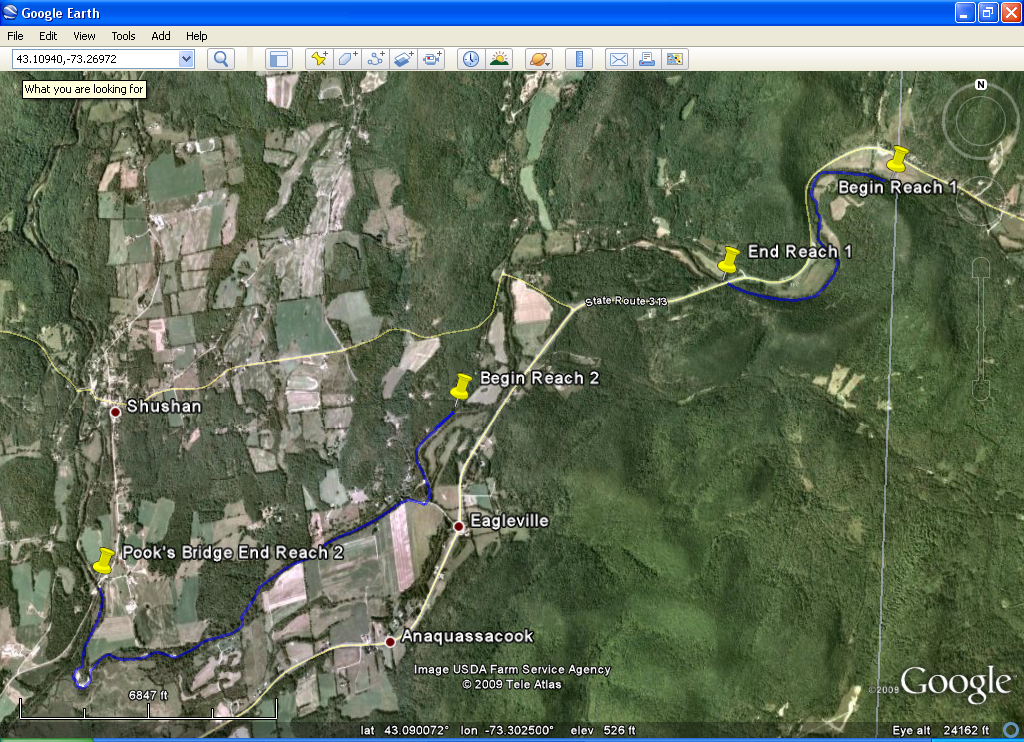 Google Earth
File Edit View Tools Add Help
43.10940,-73.26972
What you are looking for
N
Begin Reach 1
End Reach 1
State Route 313
Begin Reach 2
Shushan
Eagleville
Pook's Bridge End Reach 2
Anaquassacook
Image USDA Farm Service Agency
© 2009 Tele Atlas
6847 ft
©2009 Google
lat 43.090072° lon -73.302500° elev 526 ft Eye alt 24162 ft